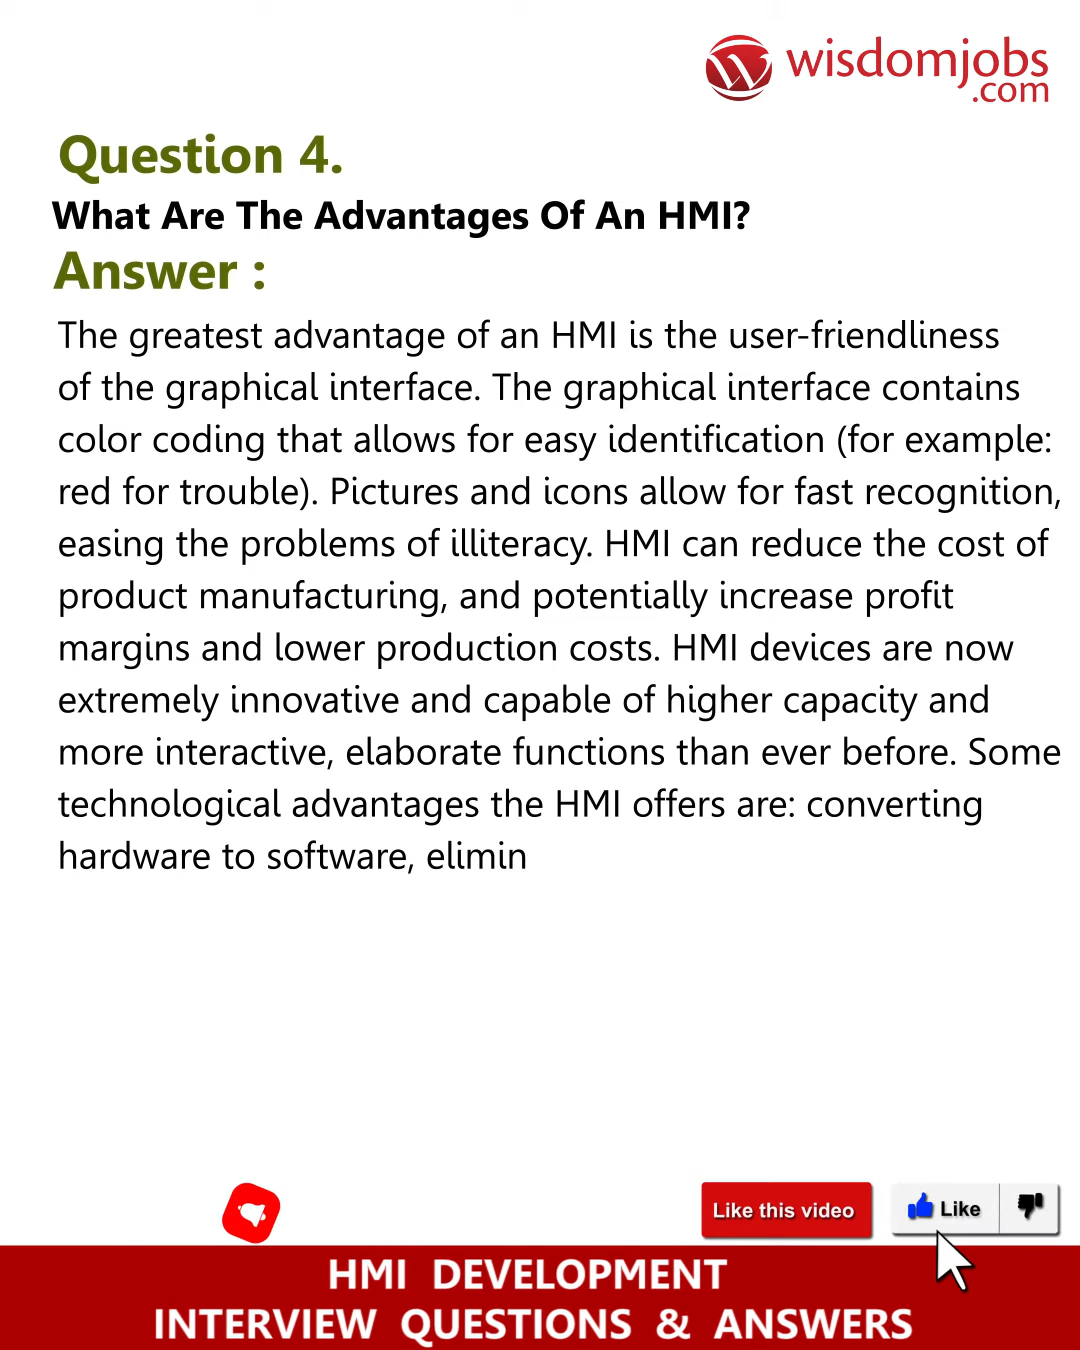 wisdomjobs
.com
Question 4.
What Are The Advantages Of An HMI?
Answer :
The greatest advantage of an HMI is the user-friendliness
of the graphical interface. The graphical interface contains
color coding that allows for easy identification (for example:
red for trouble). Pictures and icons allow for fast recognition,
easing the problems of illiteracy. HMI can reduce the cost of
product manufacturing, and potentially increase profit
margins and lower production costs. HMI devices are now
extremely innovative and capable of higher capacity and
more interactive, elaborate functions than ever before. Some
technological advantages the HMI offers are: converting
hardware to software, elimin
Like this video
Like
HMI DEVELOPMENT
INTERVIEW QUESTIONS & ANSWERS